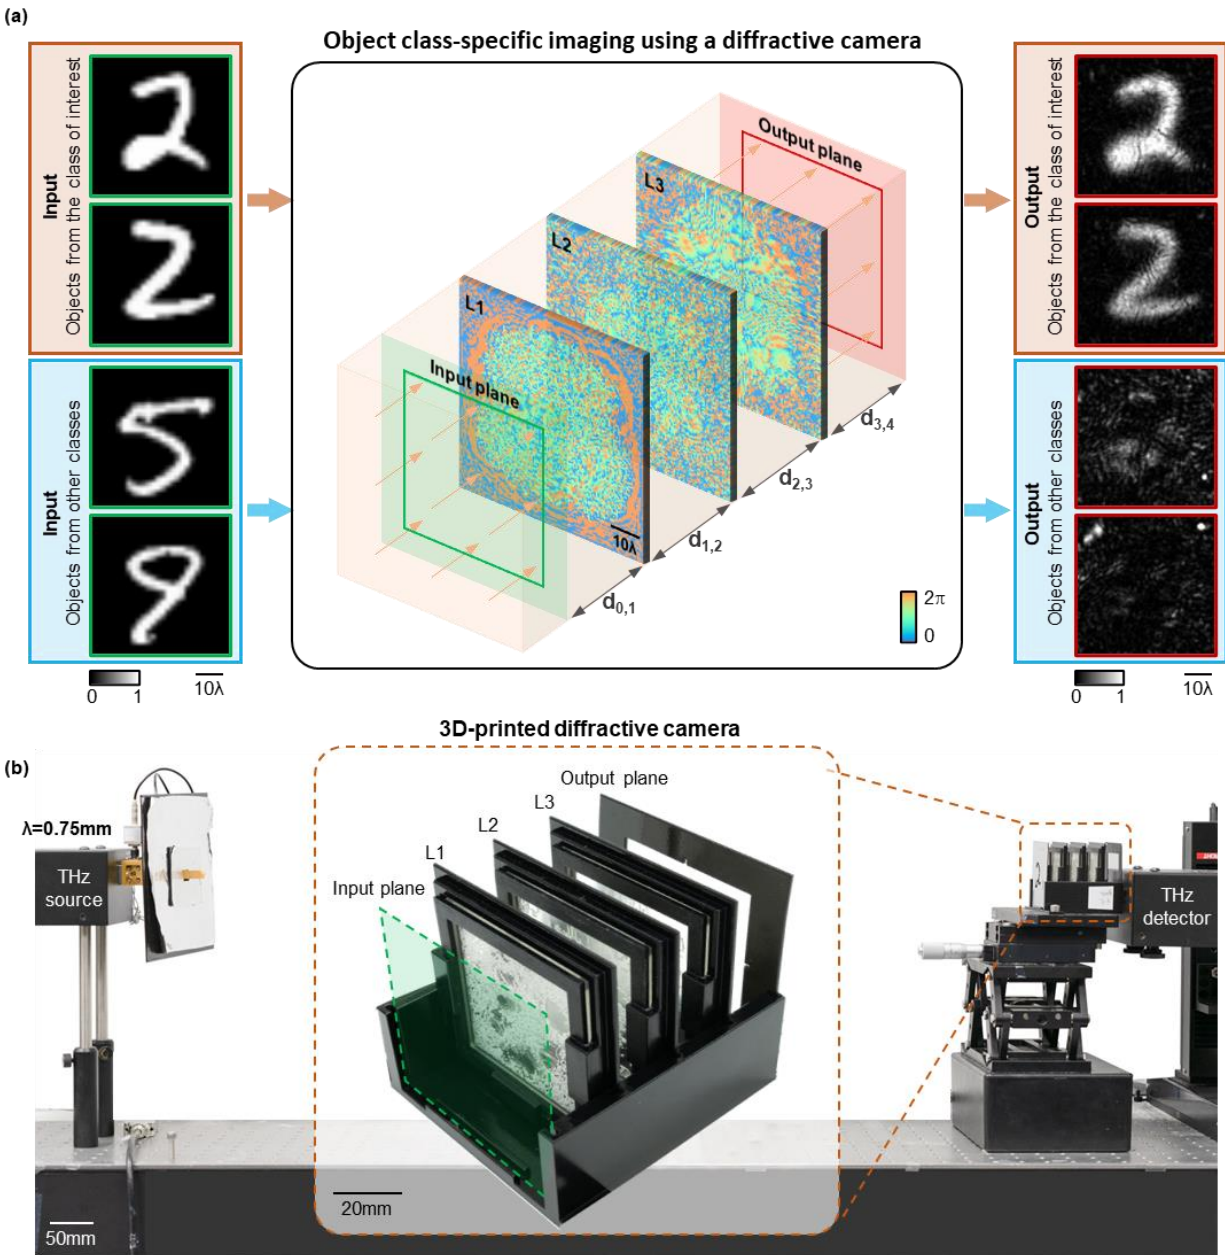 (a)
Object class-specific imaging using a diffractive camera
Input
Objects from the class of interest
Input
Objects from other classes
0 1
10λ
Input plane
L1
L2
L3
Output plane
10λ
d0,1
d1,2
d2,3
d3,4
2π
0
Output
Objects from the class of interest
Output
Objects from other classes
0 1
10λ
(b)
3D-printed diffractive camera
λ=0.75mm
THz
source
Input plane
L1
L2
L3
Output plane
20mm
50mm
THz
detector